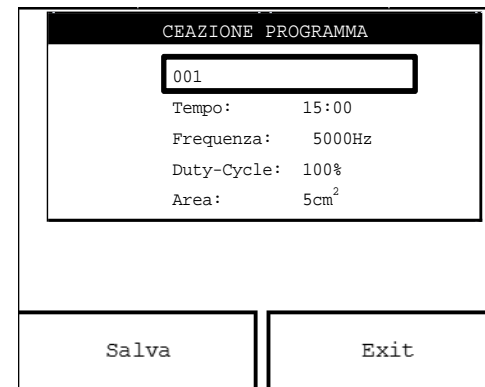 CEAZIONE PROGRAMMA
001
Tempo: 15:00
Frequenza: 5000Hz
Duty-Cycle: 100%
Area: 5cm²
Salva Exit